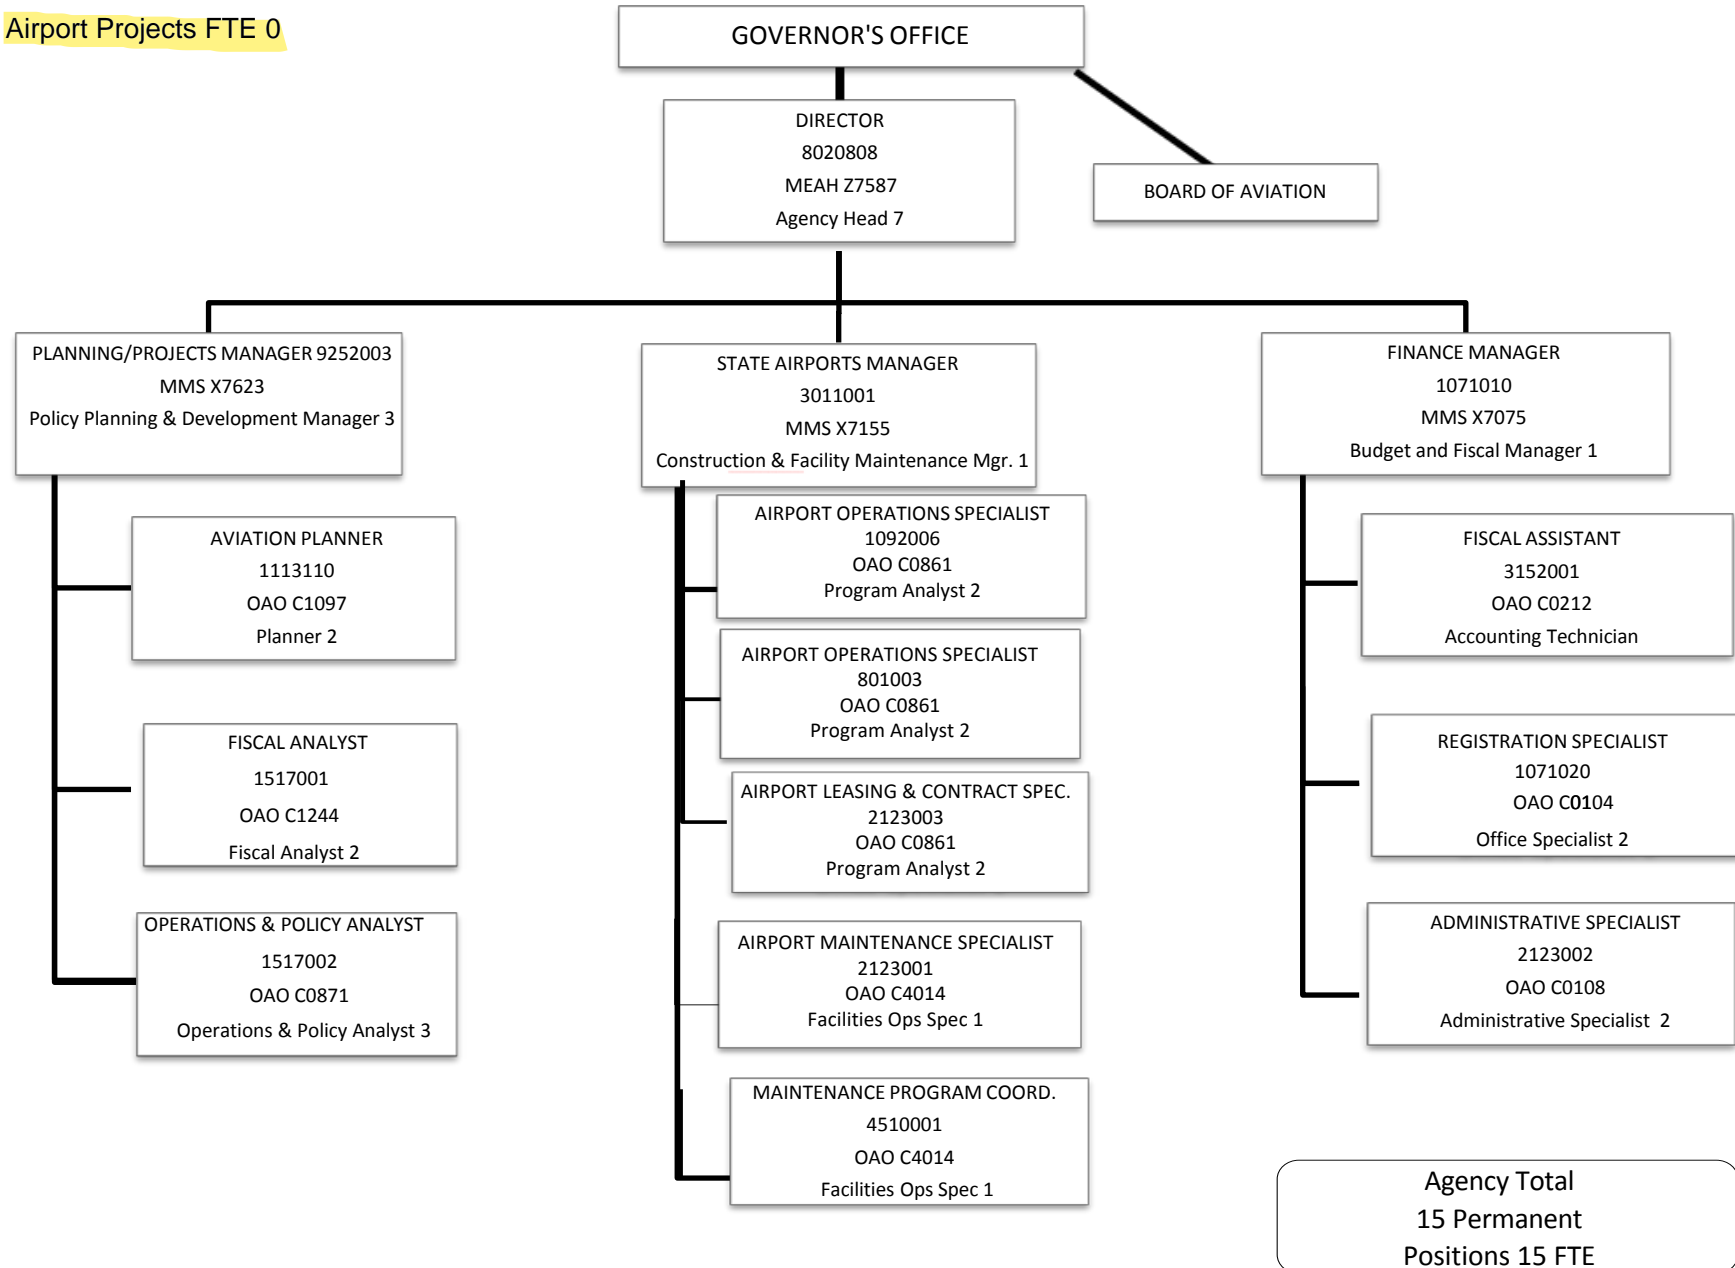 Airport Projects FTE 0
GOVERNOR'S OFFICE
DIRECTOR
8020808
MEAH Z7587
Agency Head 7
BOARD OF AVIATION
PLANNING/PROJECTS MANAGER 9252003
MMS X7623
Policy Planning & Development Manager 3
STATE AIRPORTS MANAGER
3011001
MMS X7155
Construction & Facility Maintenance Mgr. 1
FINANCE MANAGER
1071010
MMS X7075
Budget and Fiscal Manager 1
AVIATION PLANNER
1113110
OAO C1097
Planner 2
FISCAL ANALYST
1517001
OAO C1244
Fiscal Analyst 2
OPERATIONS & POLICY ANALYST
1517002
OAO C0871
Operations & Policy Analyst 3
AIRPORT OPERATIONS SPECIALIST
1092006
OAO C0861
Program Analyst 2
AIRPORT OPERATIONS SPECIALIST
801003
OAO C0861
Program Analyst 2
AIRPORT LEASING & CONTRACT SPEC.
2123003
OAO C0861
Program Analyst 2
AIRPORT MAINTENANCE SPECIALIST
2123001
OAO C4014
Facilities Ops Spec 1
MAINTENANCE PROGRAM COORD.
4510001
OAO C4014
Facilities Ops Spec 1
FISCAL ASSISTANT
3152001
OAO C0212
Accounting Technician
REGISTRATION SPECIALIST
1071020
OAO C0104
Office Specialist 2
ADMINISTRATIVE SPECIALIST
2123002
OAO C0108
Administrative Specialist 2
Agency Total
15 Permanent
Positions 15 FTE